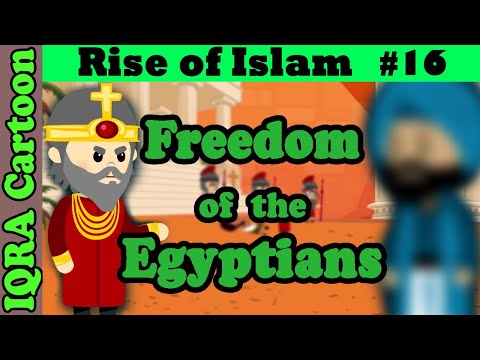 Rise of Islam #16
IQRA Cartoon
Freedom
of the
Egyptians